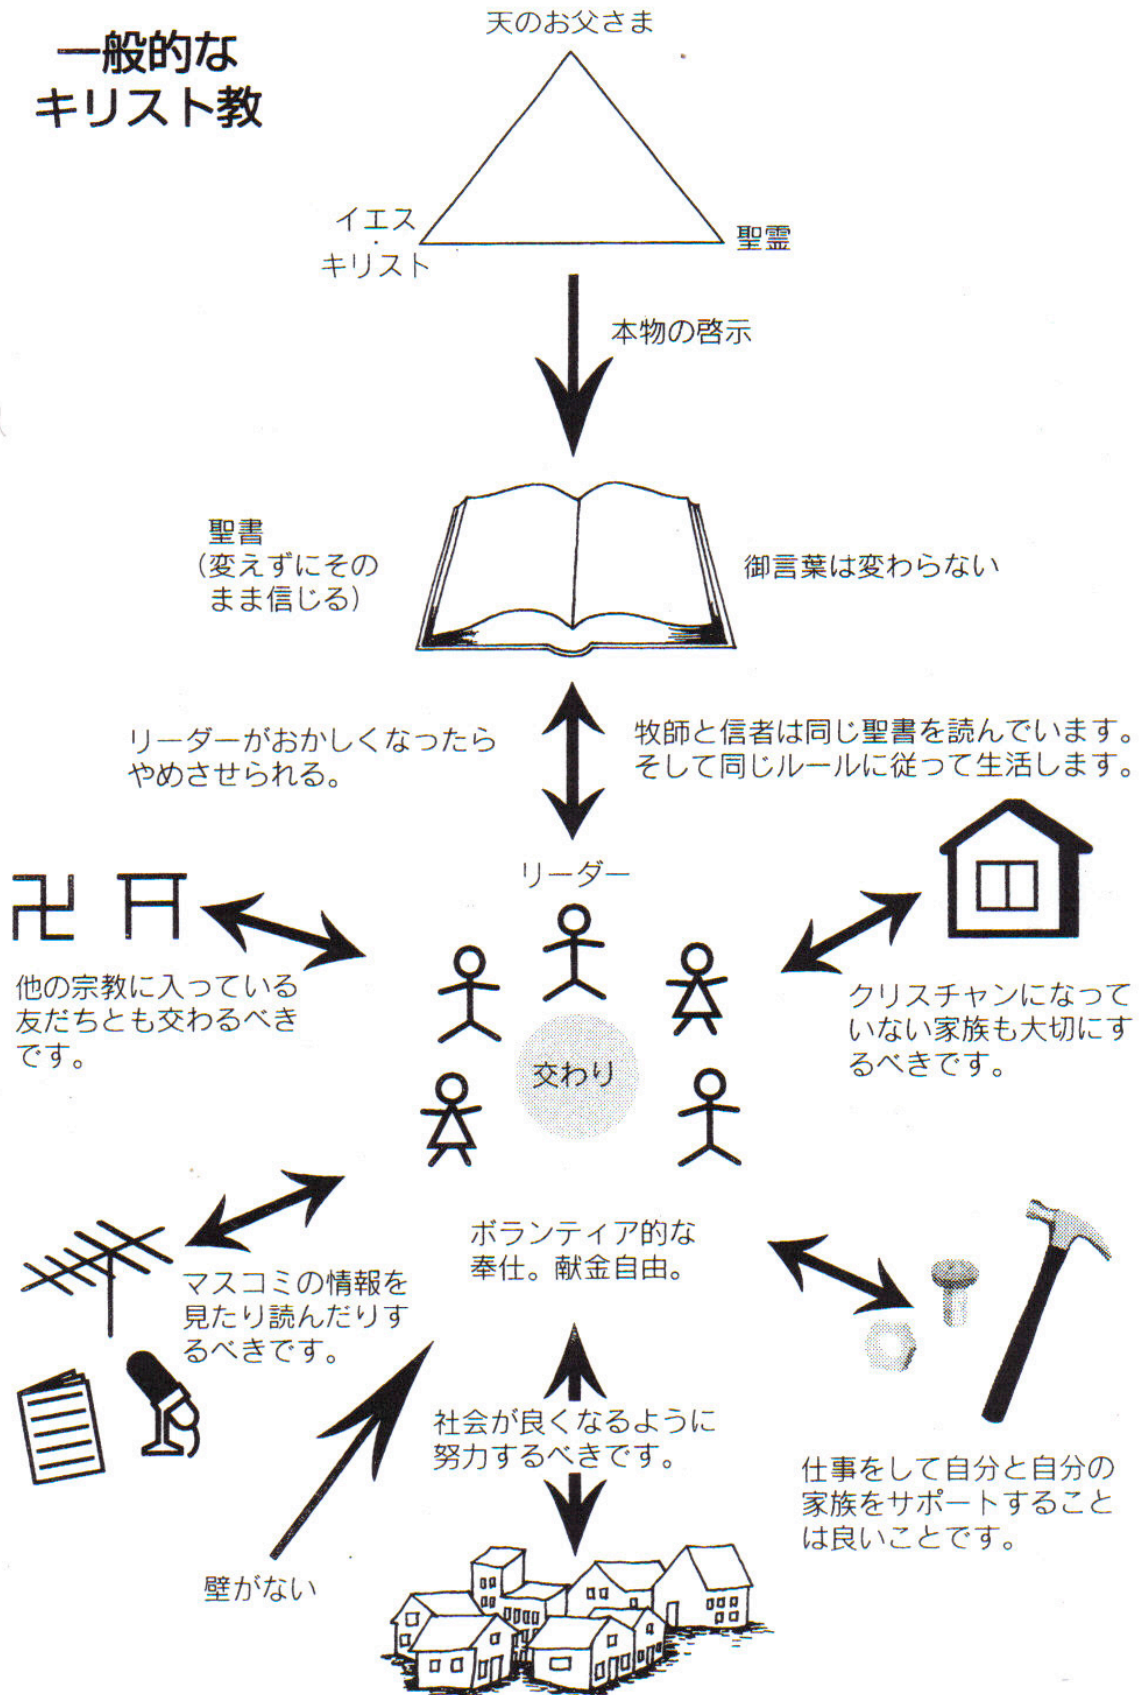 一般的な
キリスト教
天のお父さま
イエス
・
キリスト
聖霊
本物の啓示
聖書
(変えずにその
まま信じる)
御言葉は変わらない
リーダーがおかしくなったら
やめさせられる。
牧師と信者は同じ聖書を読んでいます。
そして同じルールに従って生活します。
リーダー
他の宗教に入っている
友だちとも交わるべき
です。
クリスチャンになって
いない家族も大切にす
るべきです。
交わり
ボランティア的な
奉仕。献金自由。
マスコミの情報を
見たり読んだりす
るべきです。
社会が良くなるように
努力するべきです。
仕事をして自分と自分の
家族をサポートすること
は良いことです。
壁がない